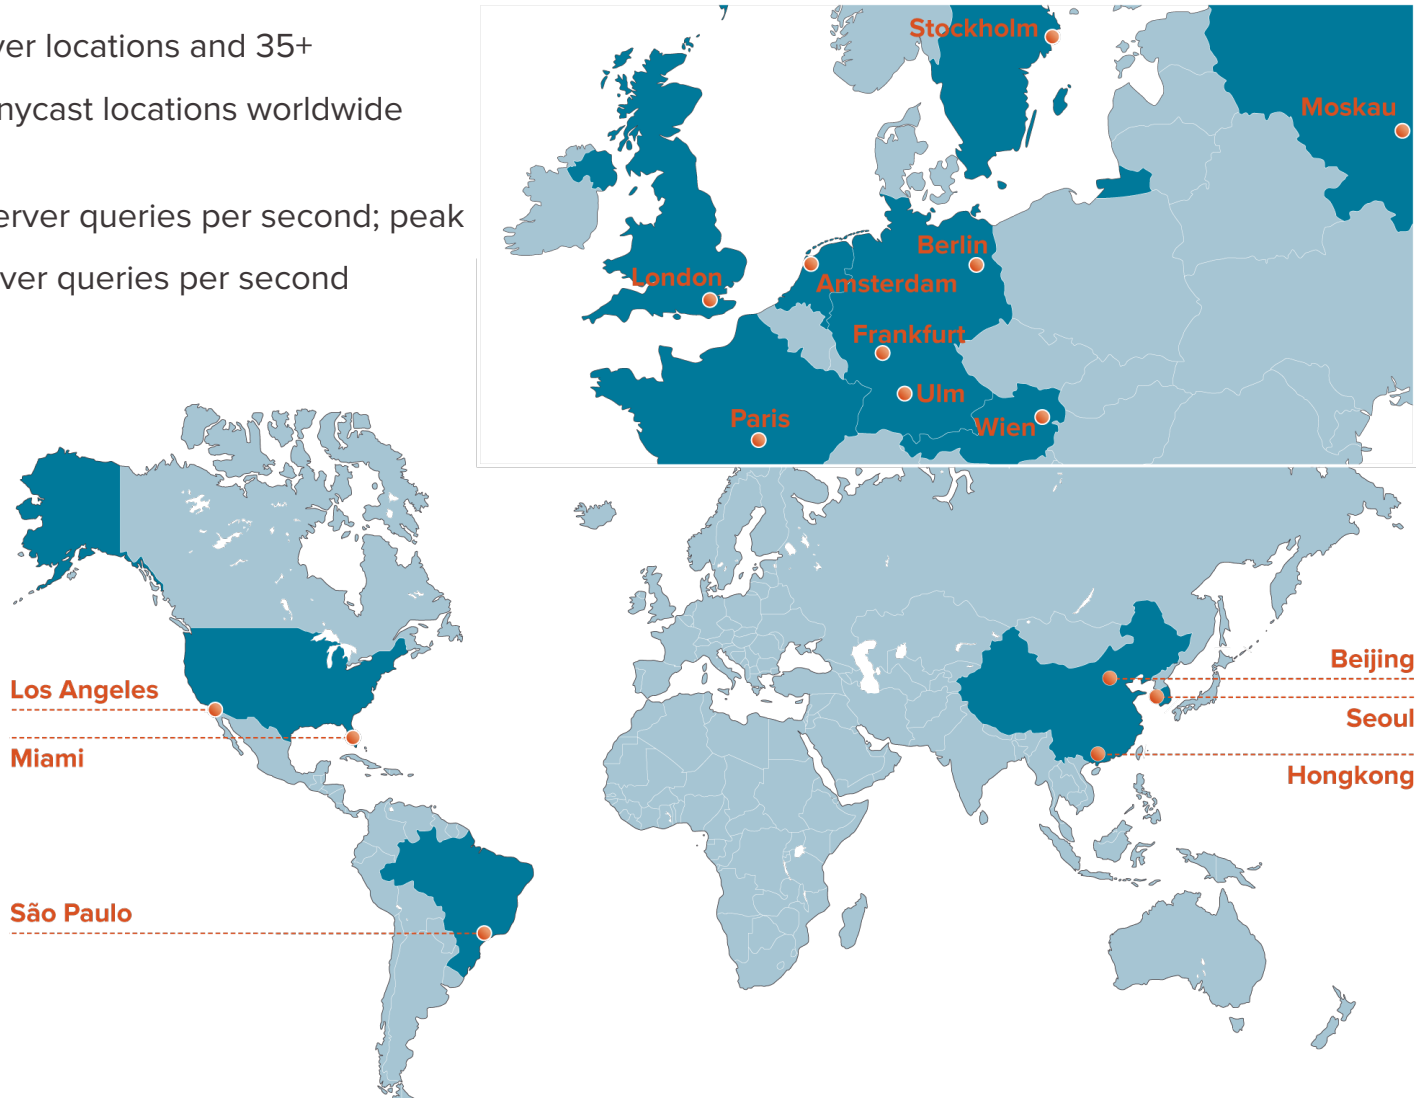 ver locations and 35+
nycast locations worldwide
erver queries per second; peak
ver queries per second
Stockholm
Moskau
Berlin
London
Amsterdam
Frankfurt
Ulm
Paris
Wien
Los Angeles
Miami
São Paulo
Beijing
Seoul
Hongkong